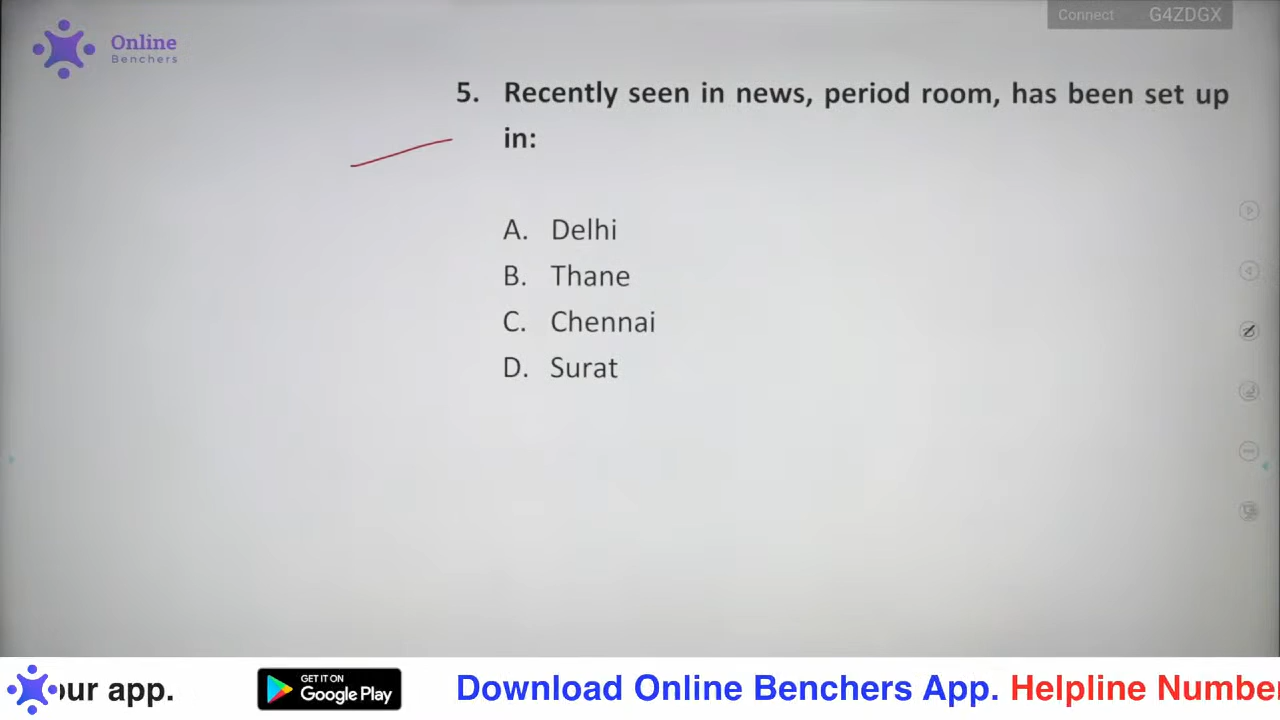 Online
Benchers
Connect G4ZDGX
5. Recently seen in news, period room, has been set up
in:
A. Delhi
B. Thane
C. Chennai
D. Surat
our app.
GET IT ON
Google Play
Download Online Benchers App. Helpline Number